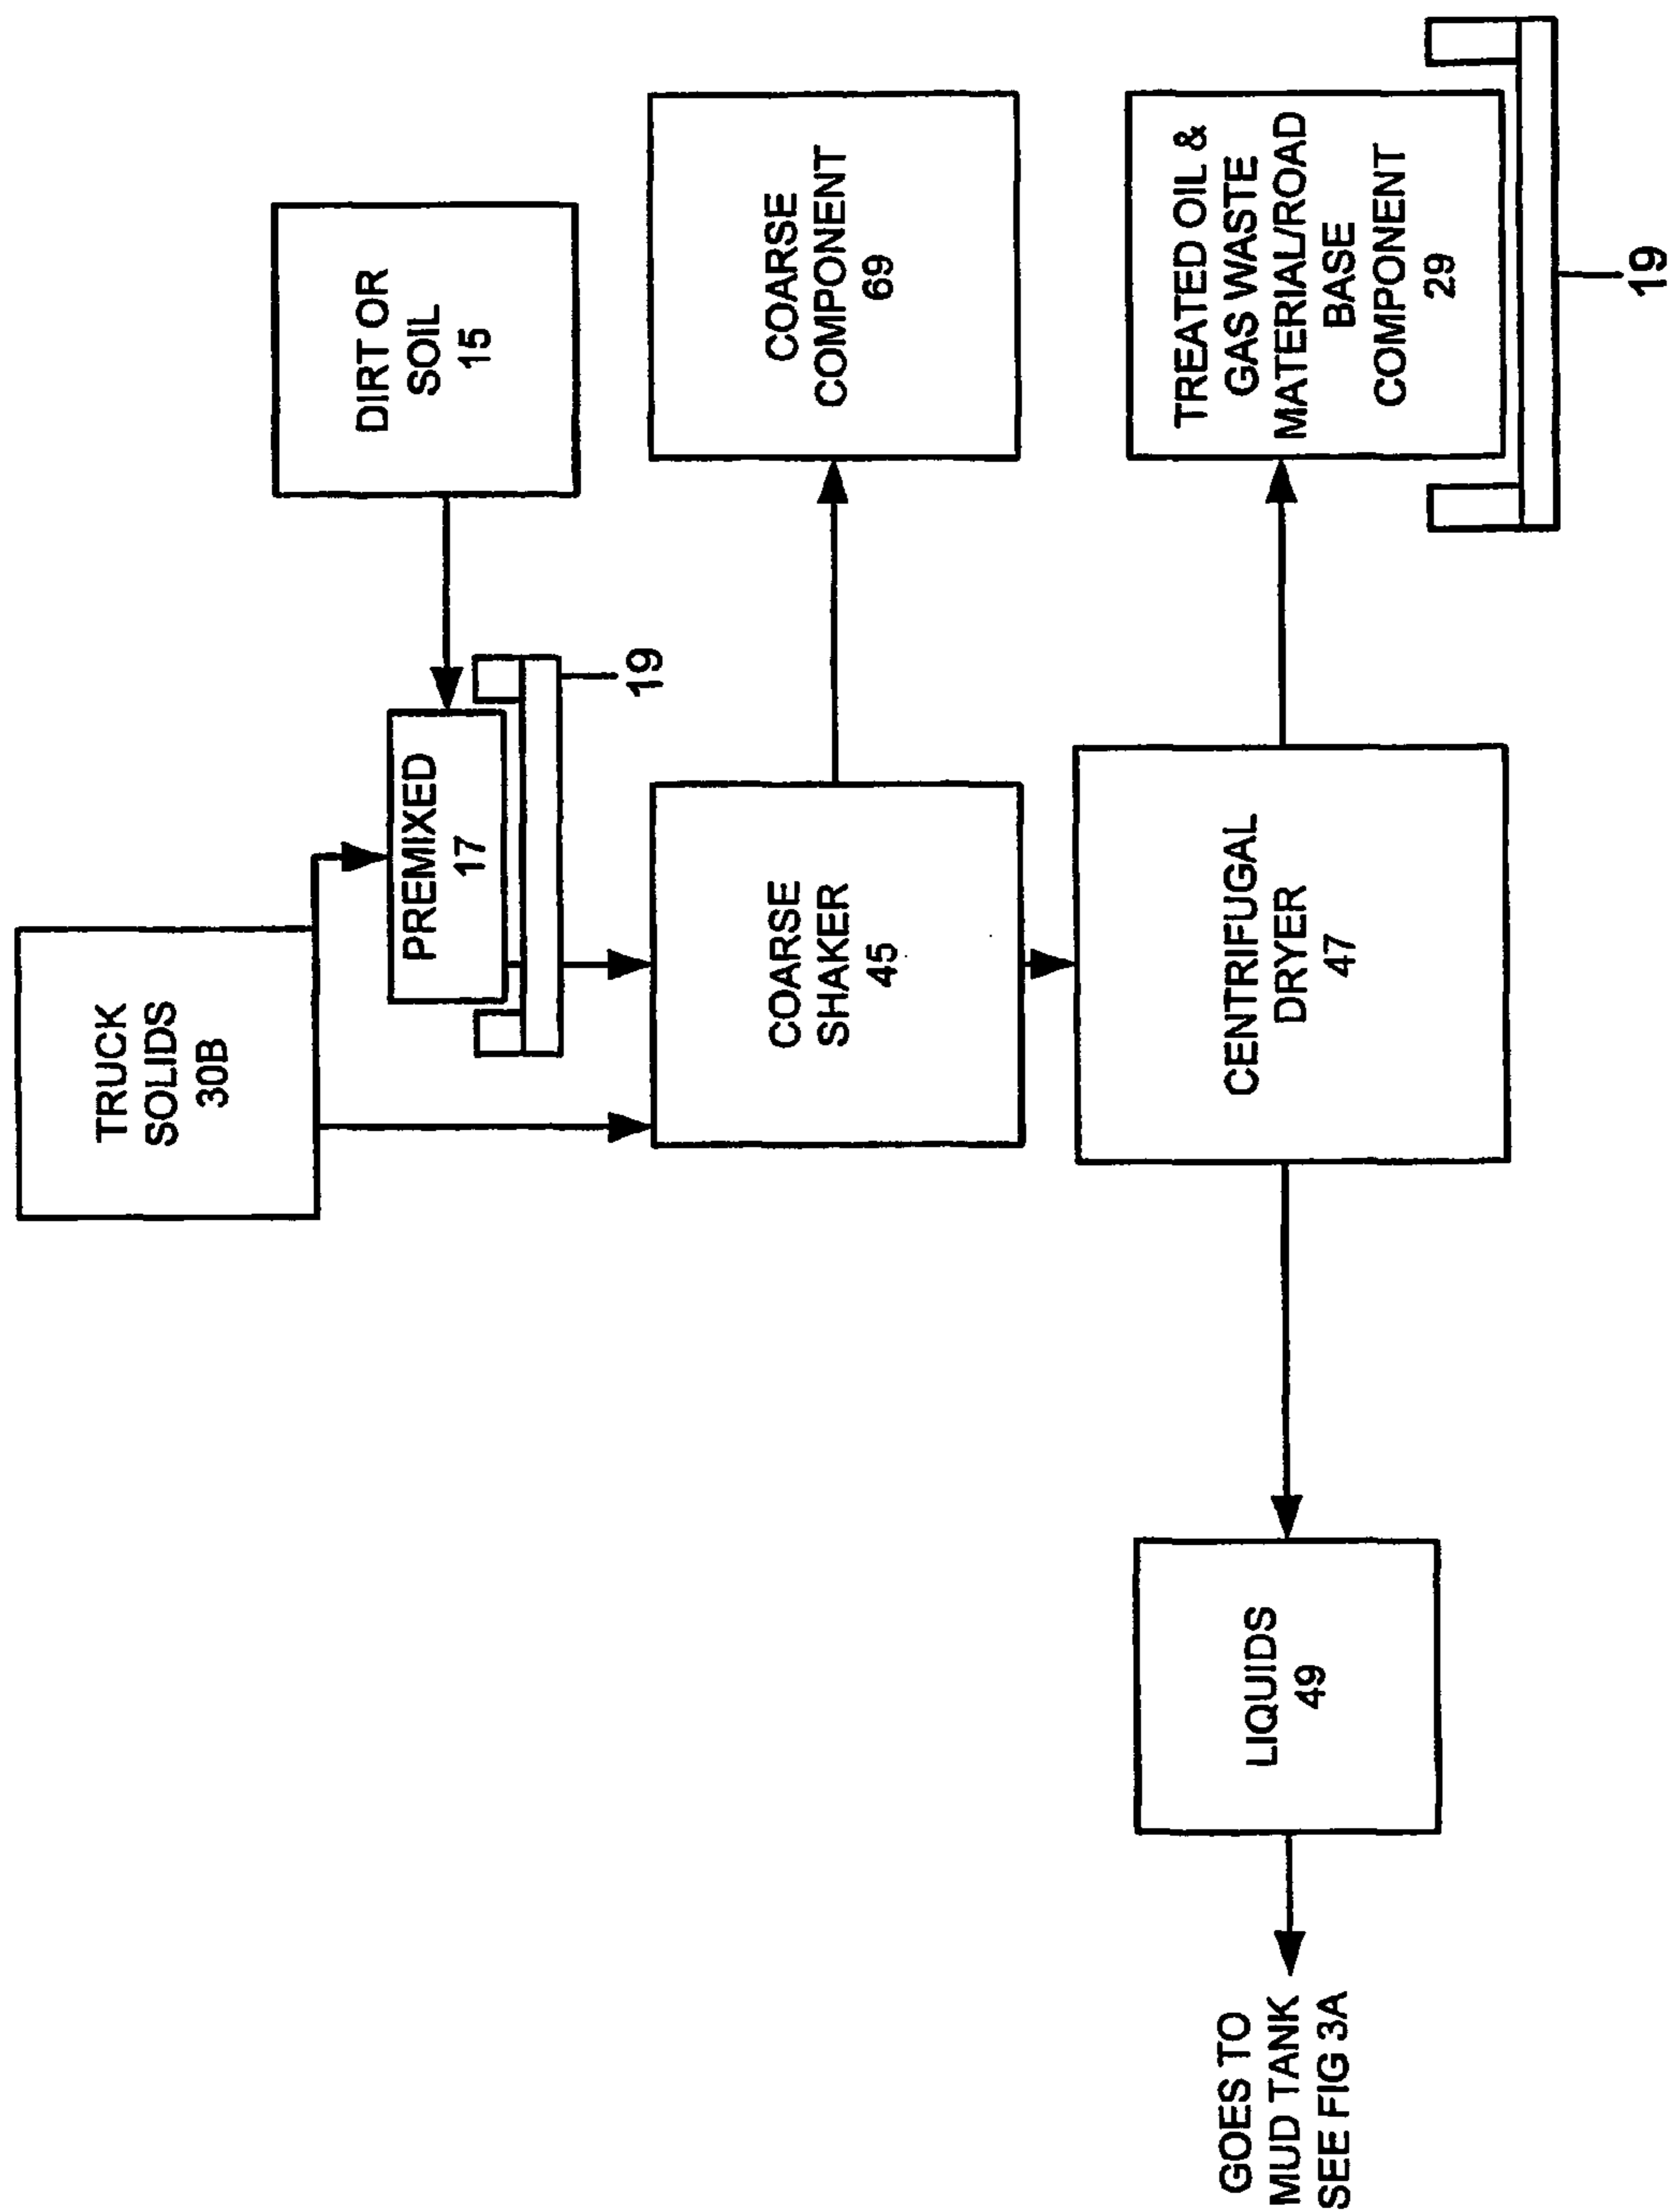 TRUCK
SOLIDS
30B
DIRT OR
SOIL
15
PREMIXED
17
19
COARSE
SHAKER
45
COARSE
COMPONENT
69
CENTRIFUGAL
DRYER
47
TREATED OIL &
GAS WASTE
MATERIAL/ROAD
BASE
COMPONENT
29
19
LIQUIDS
49
GOES TO
MUD TANK
SEE FIG 3A